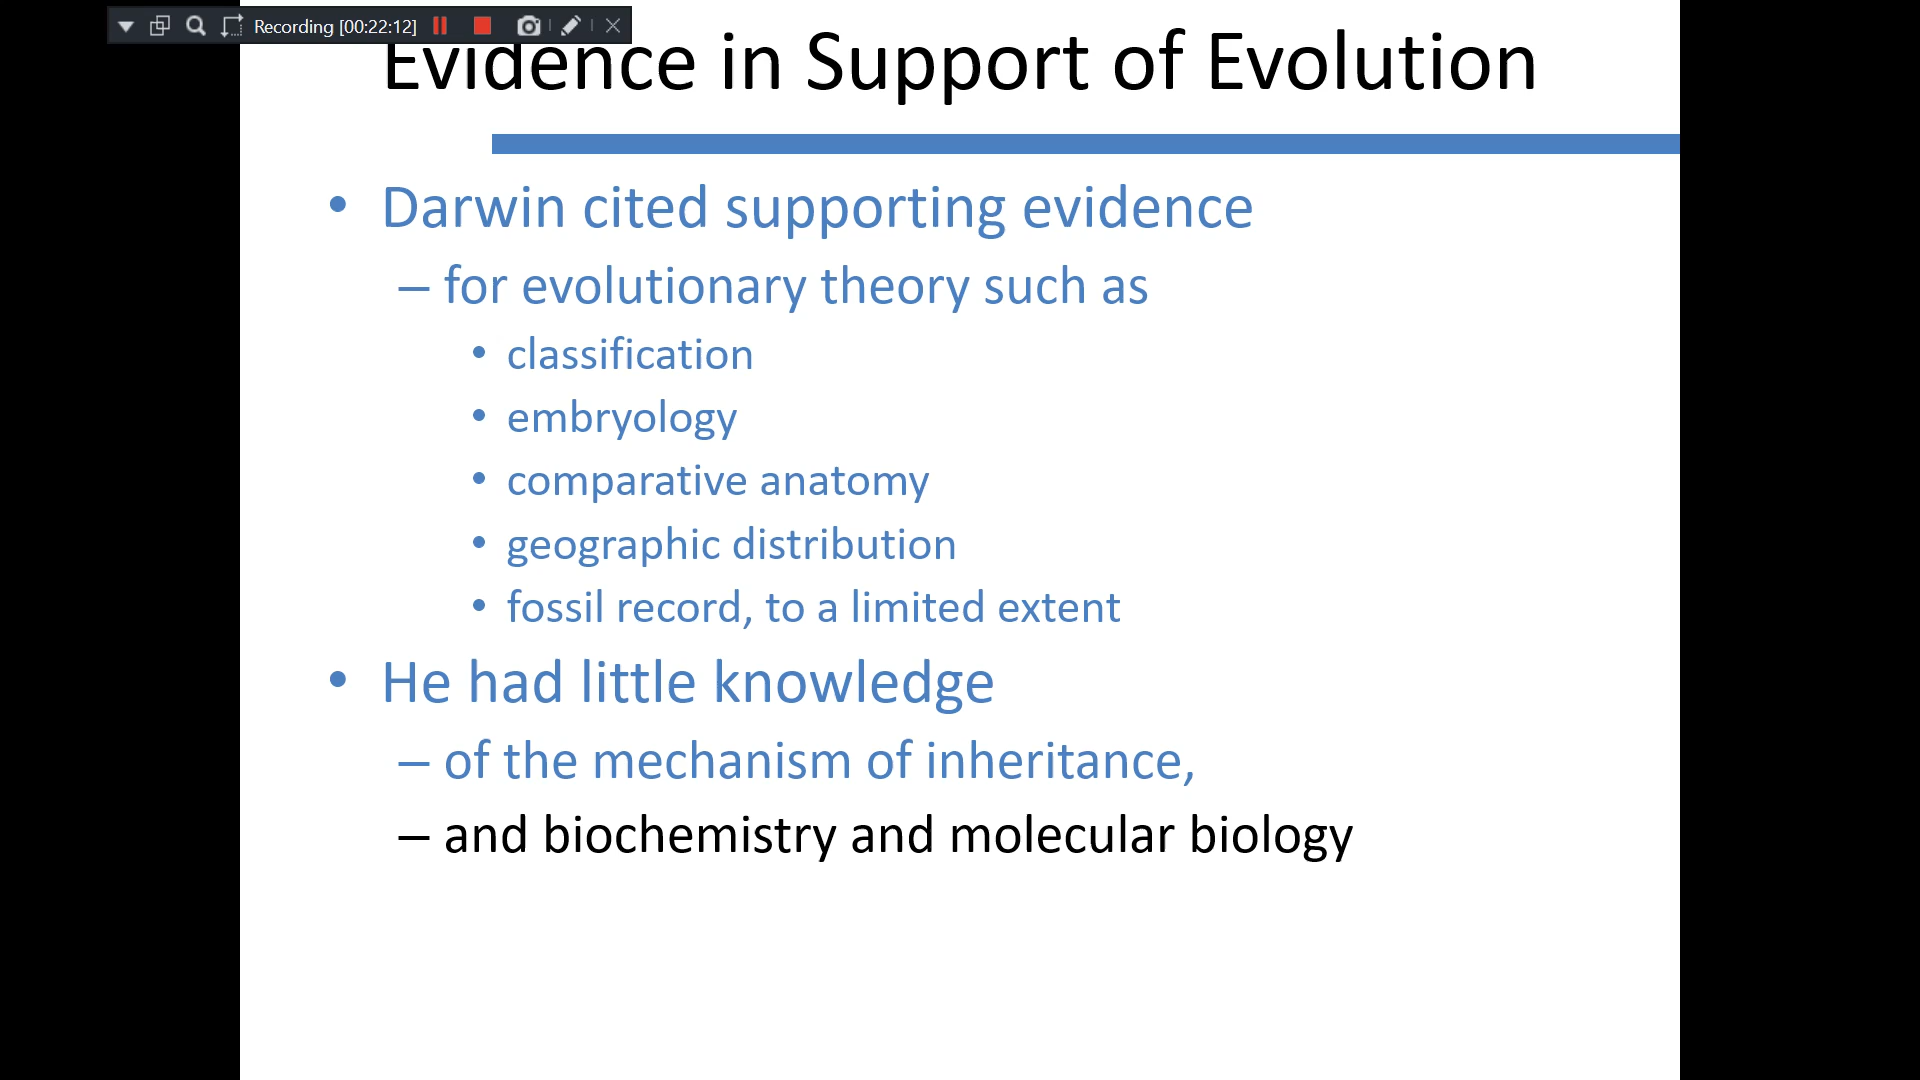 Recording [00:22:12]
Evidence in Support of Evolution
• Darwin cited supporting evidence
– for evolutionary theory such as
• classification
• embryology
• comparative anatomy
• geographic distribution
• fossil record, to a limited extent
• He had little knowledge
– of the mechanism of inheritance,
– and biochemistry and molecular biology